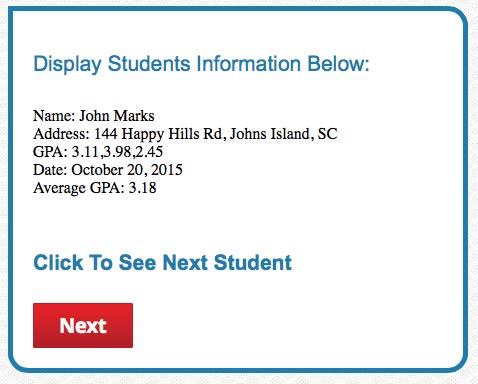 Display Students Information Below:
Name: John Marks
Address: 144 Happy Hills Rd, Johns Island, SC
GPA: 3.11,3.98,2.45
Date: October 20, 2015
Average GPA: 3.18
Click To See Next Student
Next